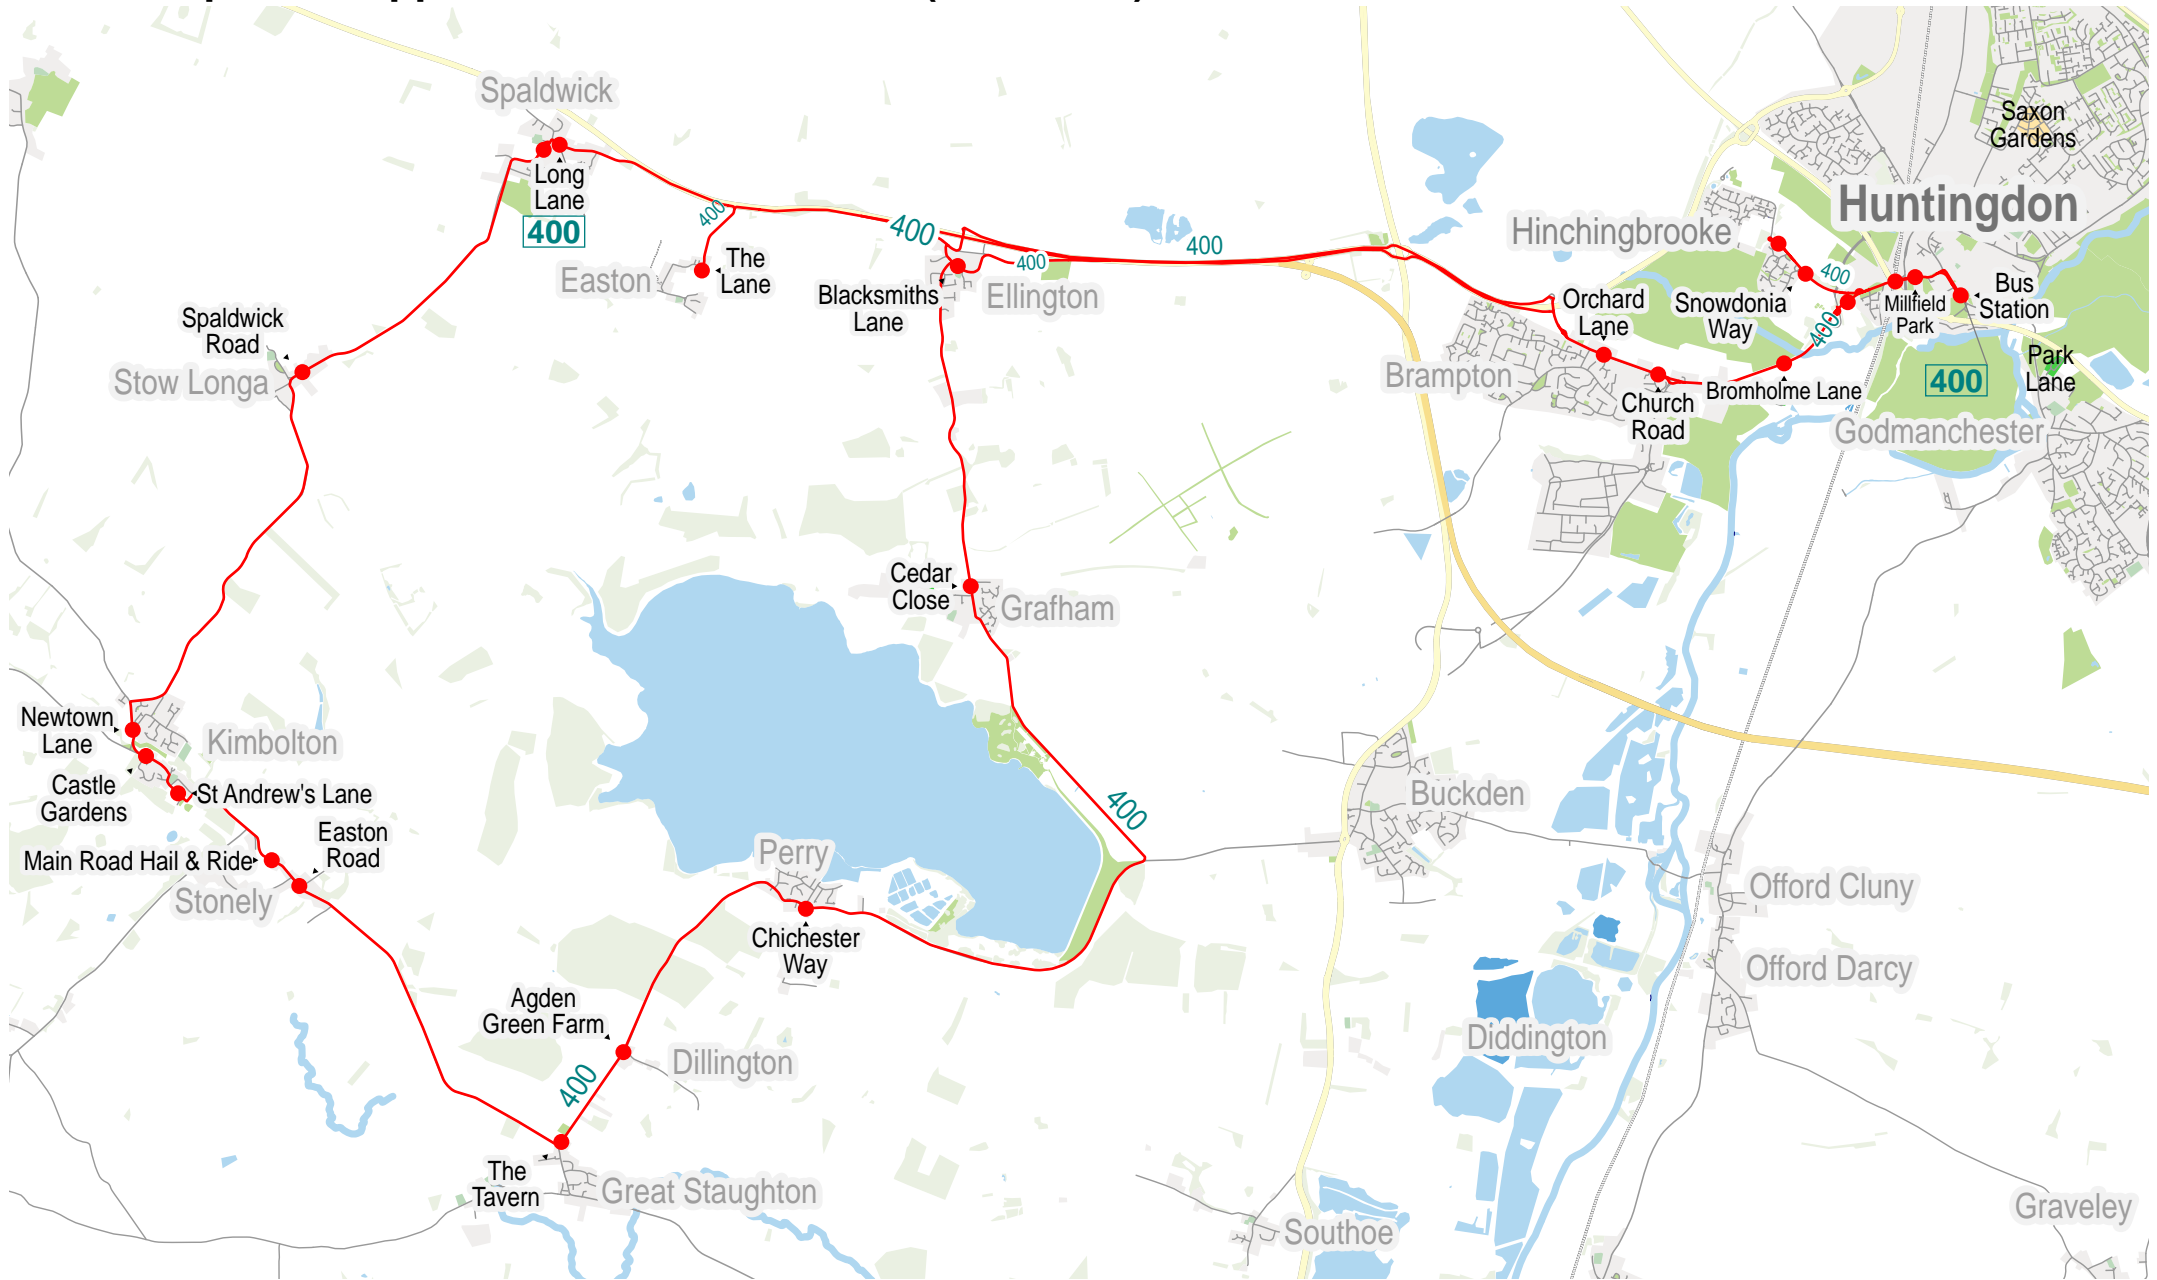 Spaldwick
Long
Lane
400
400
The
Lane
Easton
400
400
400
Blacksmiths
Lane
Ellington
Saxon
Gardens
Huntingdon
Hinchingbrooke
400
Snowdonia
Way
Millfield
Park
Bus
Station
400
Orchard
Lane
Brampton
Church
Road
Bromholme Lane
Park
Lane
400
Godmanchester
Spaldwick
Road
Stow Longa
Cedar
Close
Grafham
Newtown
Lane
Kimbolton
Castle
Gardens
St Andrew's Lane
Easton
Road
Main Road Hail & Ride
Stonely
400
Buckden
Perry
Chichester
Way
Offord Cluny
Offord Darcy
Agden
Green Farm
Dillington
400
Diddington
The
Tavern
Great Staughton
Southoe
Graveley